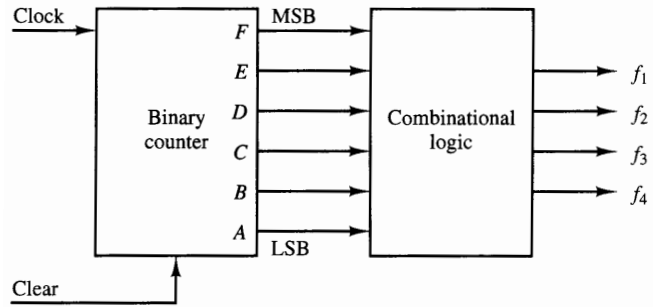 Clock
F
MSB
E
f1
D
f2
Binary
counter
Combinational
logic
C
f3
B
f4
A
LSB
Clear